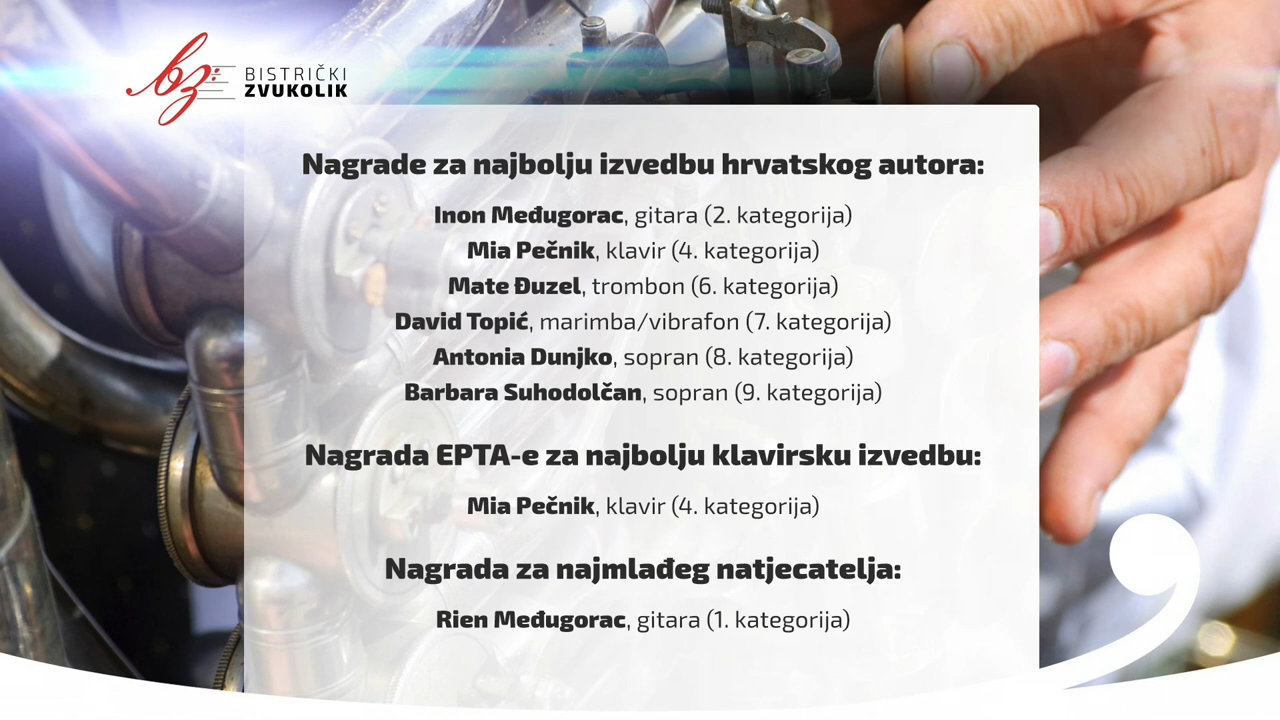 bz:
BISTRIČKI
ZVUKOLIK
Nagrade za najbolju izvedbu hrvatskog autora:
Inon Međugorac, gitara (2. kategorija)
Mia Pečnik, klavir (4. kategorija)
Mate Đuzel, trombon (6. kategorija)
David Topić, marimba/vibrafon (7. kategorija)
Antonia Dunjko, sopran (8. kategorija)
Barbara Suhodolčan, sopran (9. kategorija)
Nagrada EPTA-e za najbolju klavirsku izvedbu:
Mia Pečnik, klavir (4. kategorija)
Nagrada za najmlađeg natjecatelja:
Rien Međugorac, gitara (1. kategorija)